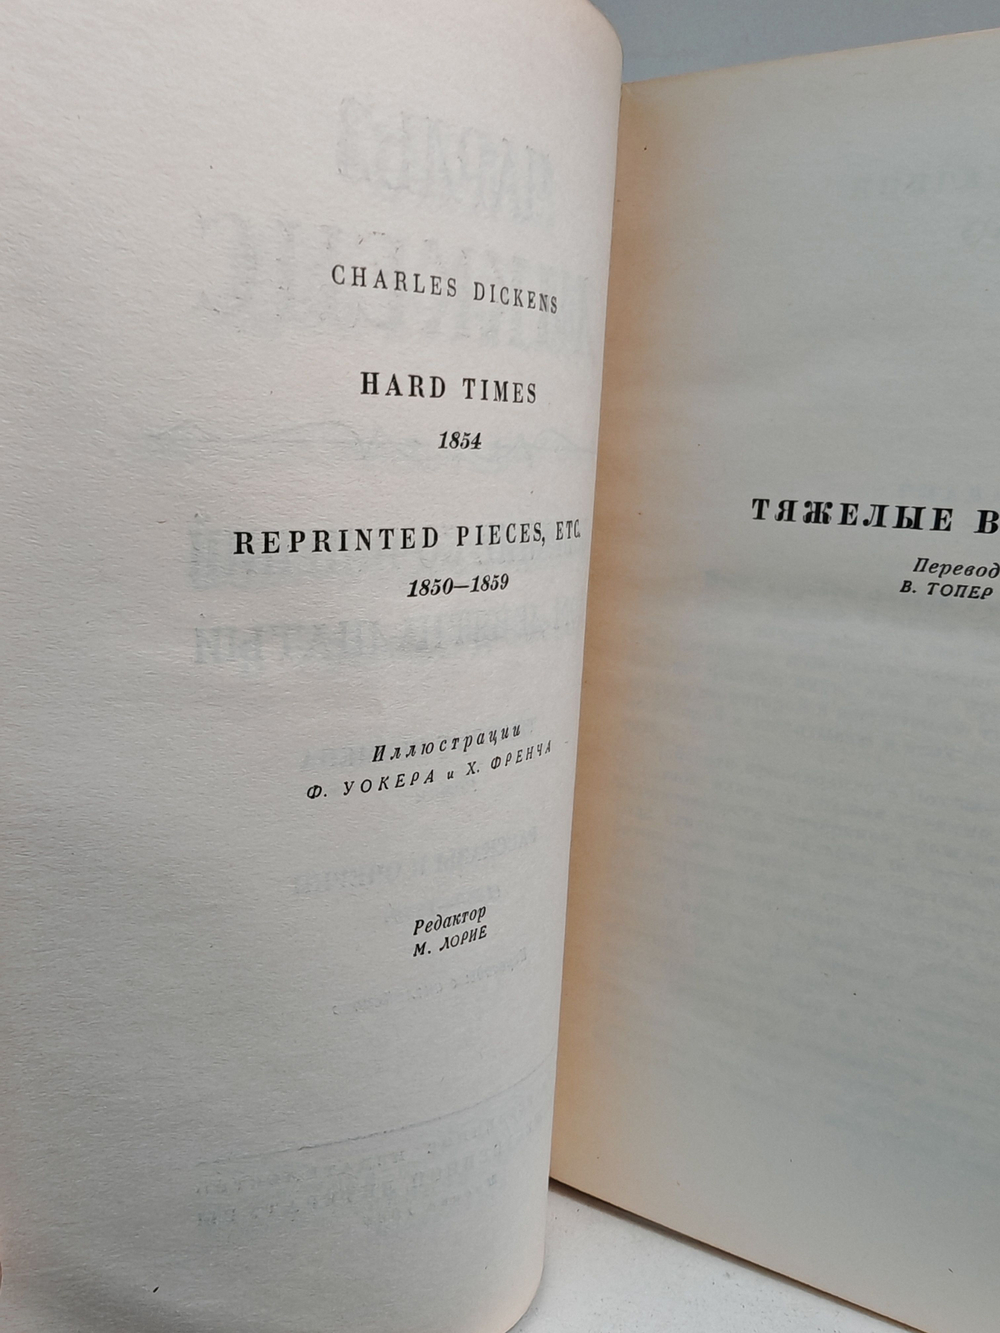 CHARLES DICKENS
HARD TIMES
1854
REPRINTED PIECES, ETC.
1850—1859
Иллюстрации
Ф. УОКЕРА и Х. ФРЕНЧА
Редактор
М. ЛОРИЕ
ТЯЖЕЛЫЕ В
Перевод
В. ТОПЕР